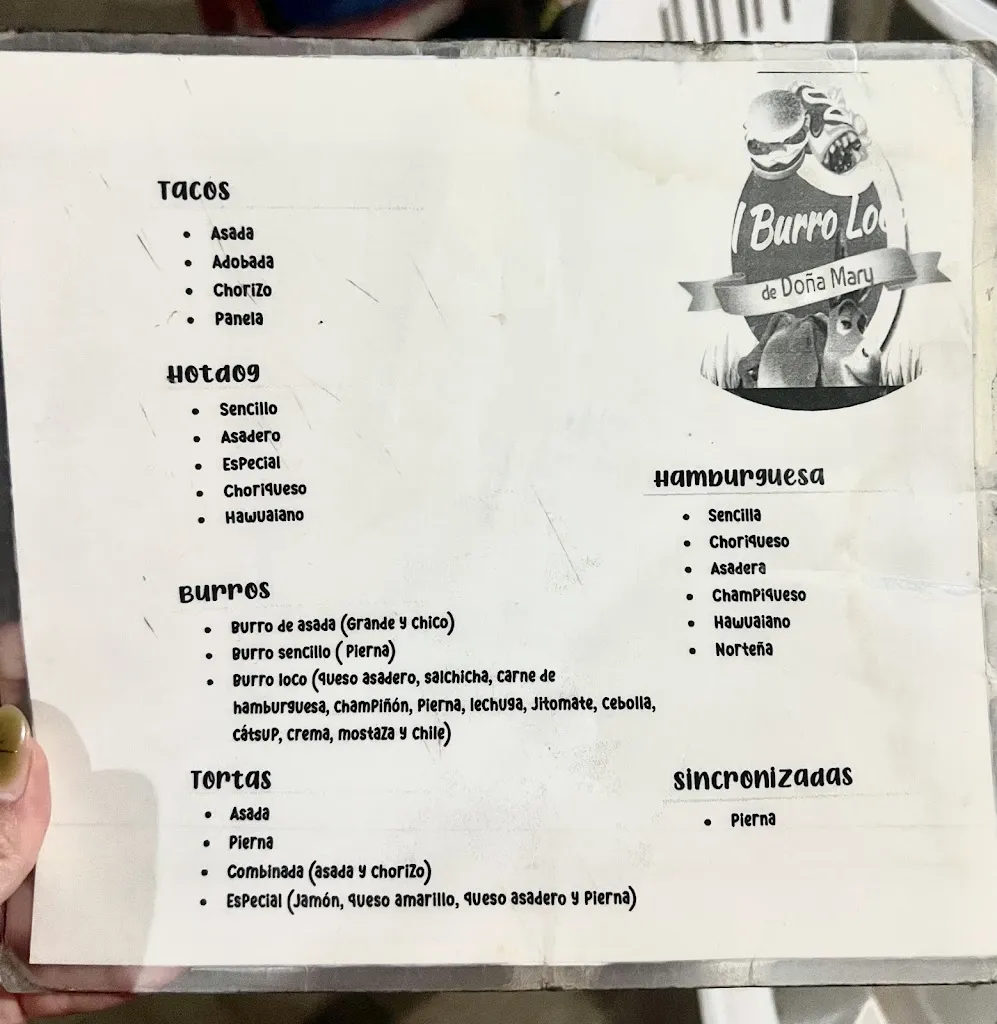 Tacos
• Asada
• Adobada
• Chorizo
• Panela
Hotdog
• Sencillo
• Asadero
• Especial
• Choriqueso
• Hawuaiano
Burros
• Burro de asada (Grande y Chico)
• Burro sencillo ( Pierna)
• Burro loco (queso asadero, salchicha, carne de
hamburguesa, champiñón, Pierna, lechuga, Jitomate, Cebolla,
cátsup, crema, mostaza y chile)
Tortas
• Asada
• Pierna
• Combinada (asada y chorizo)
• Especial (Jamón, queso amarillo, queso asadero y Pierna)
l Burro Loc
de Doña Mary
Hamburguesa
• Sencilla
• Choriqueso
• Asadera
• Champiqueso
• Hawuaiano
• Norteña
Sincronizadas
• Pierna